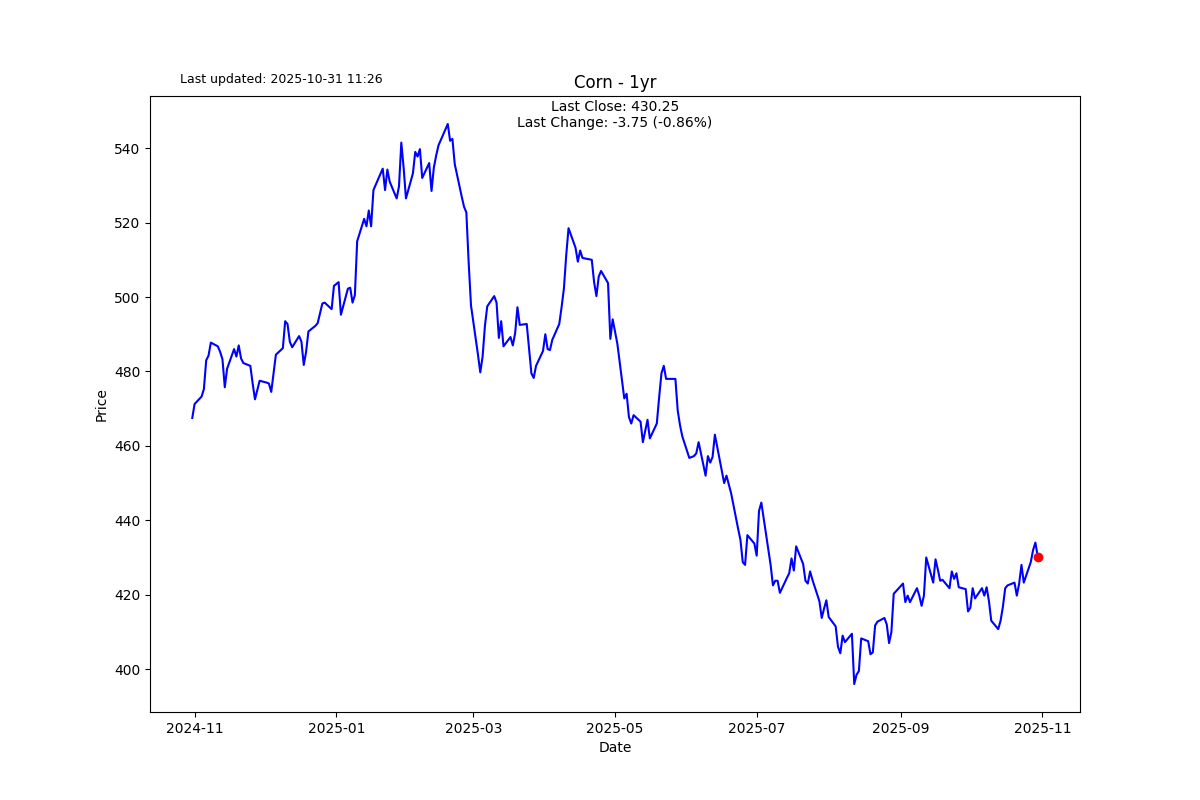 Last updated: 2025-10-31 11:26
Corn - 1yr
Last Close: 430.25
Last Change: -3.75 (-0.86%)
Price
540
520
500
480
460
440
420
400
2024-11 2025-01 2025-03 2025-05 2025-07 2025-09 2025-11
Date